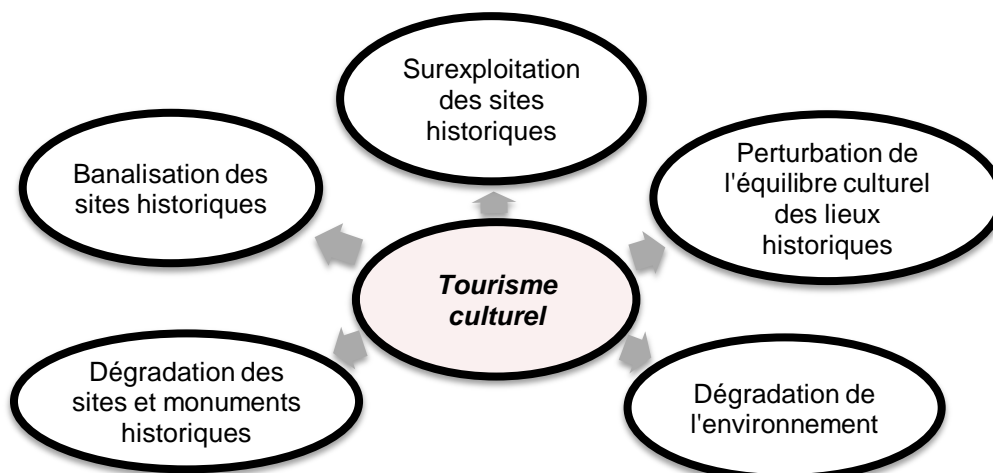 Surexploitation
des sites
historiques
Banalisation des
sites historiques
Perturbation de
l'équilibre culturel
des lieux
historiques
Tourisme
culturel
Dégradation des
sites et monuments
historiques
Dégradation de
l'environnement